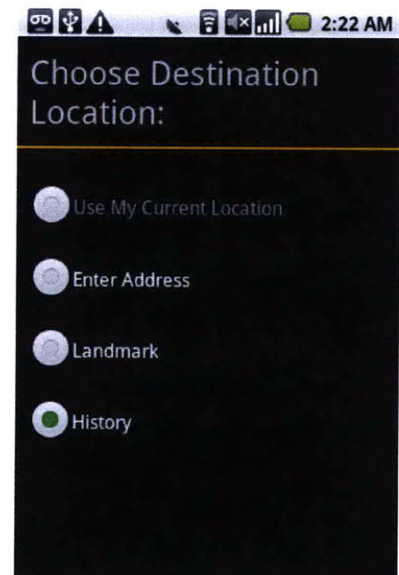 2:22 AM
Choose Destination
Location:
Use My Current Location
Enter Address
Landmark
History